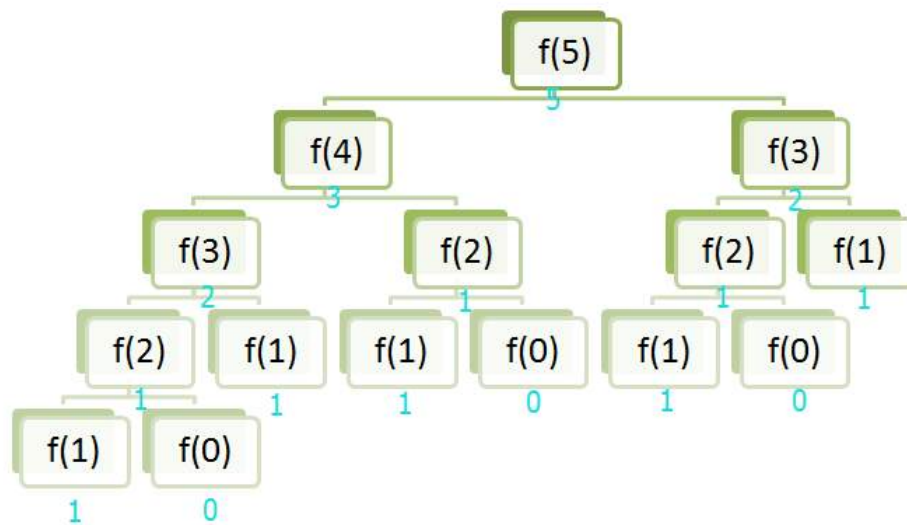 f(5)
5
f(4) f(3)
3 2
f(3) f(2) f(2) f(1)
2 1 1 1
f(2) f(1) f(1) f(0) f(1) f(0)
1 1 1 0 1 0
f(1) f(0)
1 0